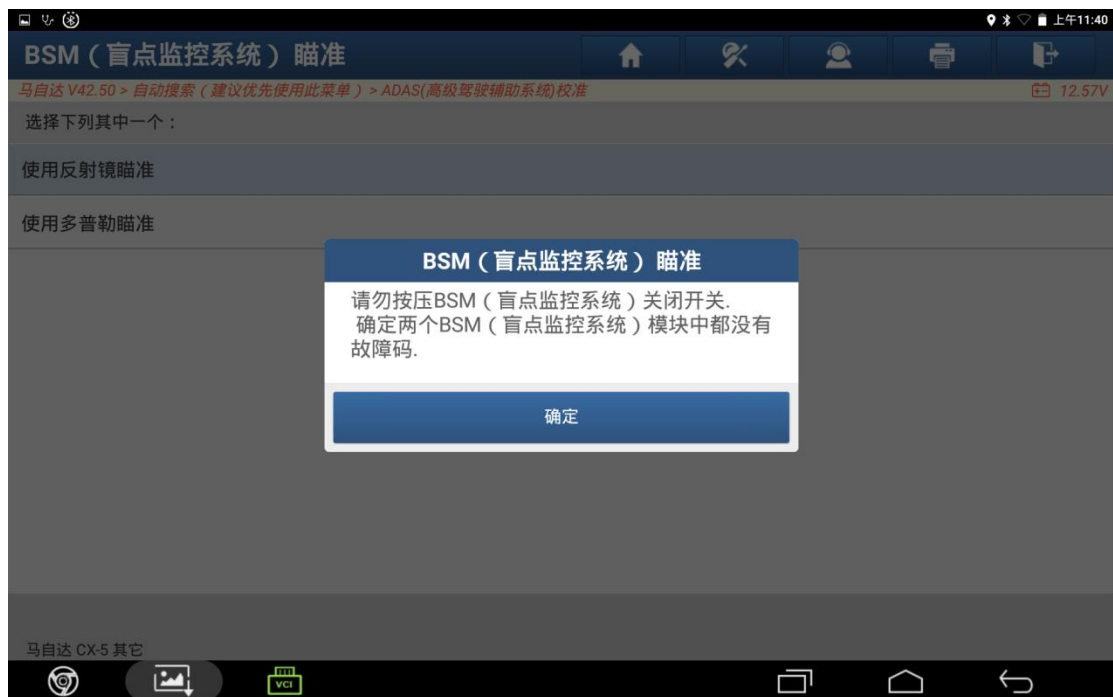 上午11:40
BSM（盲点监控系统）瞄准
马自达 V42.50 > 自动搜索（建议优先使用此菜单）> ADAS(高级驾驶辅助系统)校准
12.57V
选择下列其中一个：
使用反射镜瞄准
使用多普勒瞄准
BSM（盲点监控系统）瞄准
请勿按压BSM（盲点监控系统）关闭开关.
确定两个BSM（盲点监控系统）模块中都没有
故障码.
确定
马自达 CX-5 其它
VCI